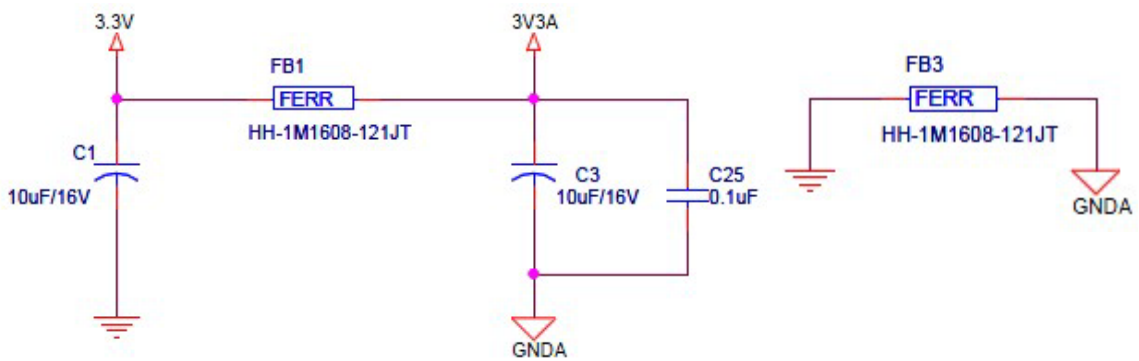 3.3V
3V3A
FB1
FERR
HH-1M1608-121JT
FB3
FERR
HH-1M1608-121JT
C1
10uF/16V
C3
10uF/16V
C25
0.1uF
GNDA
GNDA